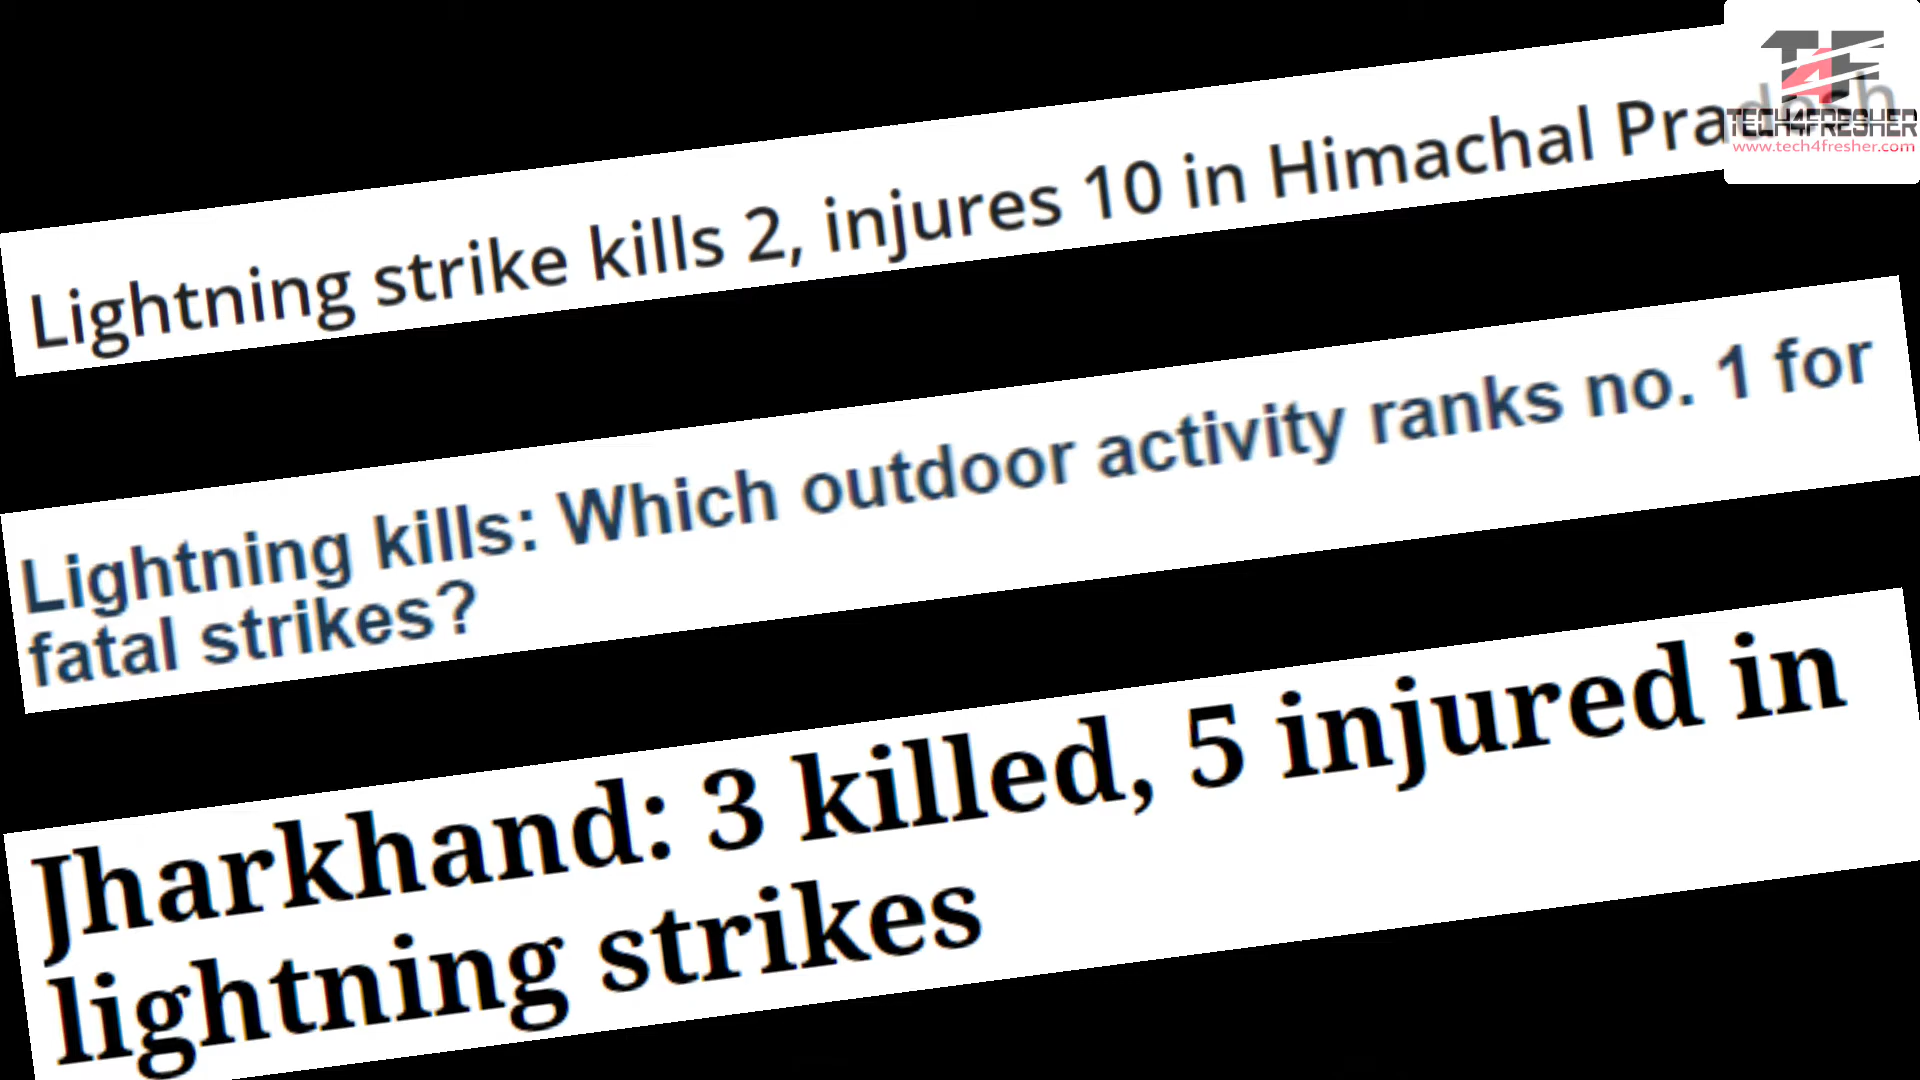 Lightning strike kills 2, injures 10 in Himachal Pradesh
TECH4FRESHER
www.tech4fresher.com
Lightning kills: Which outdoor activity ranks no. 1 for
fatal strikes?
Jharkhand: 3 killed, 5 injured in
lightning strikes